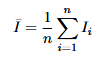 Ī = 1/n ∑_{i=1}^{n} I_i